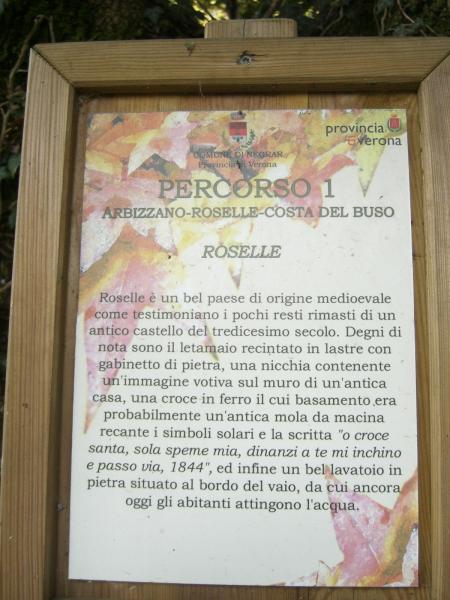 COMUNE DI NEGRAR
Provincia di Verona
provincia
di verona
PERCORSO 1
ARBIZZANO-ROSELLE-COSTA DEL BUSO
ROSELLE
Roselle è un bel paese di origine medioevale
come testimoniano i pochi resti rimasti di un
antico castello del tredicesimo secolo. Degni di
nota sono il letamaio recintato in lastre con
gabinetto di pietra, una nicchia contenente
un'immagine votiva sul muro di un'antica
casa, una croce in ferro il cui basamento era
probabilmente un'antica mola da macina
recante i simboli solari e la scritta "o croce
santa, sola speme mia, dinanzi a te mi inchino
e passo via, 1844", ed infine un bel lavatoio in
pietra situato al bordo del vaio, da cui ancora
oggi gli abitanti attingono l'acqua.